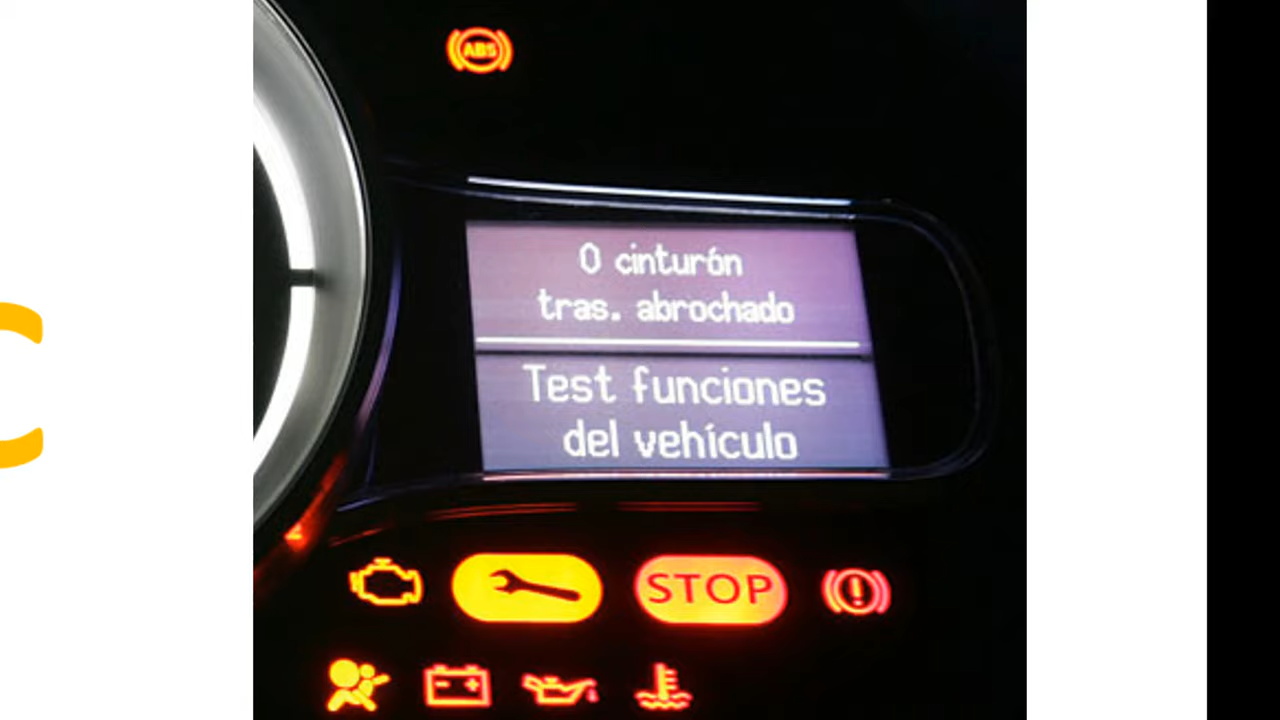 ABS
0 cinturón
tras. abrochado
Test funciones
del vehículo
STOP